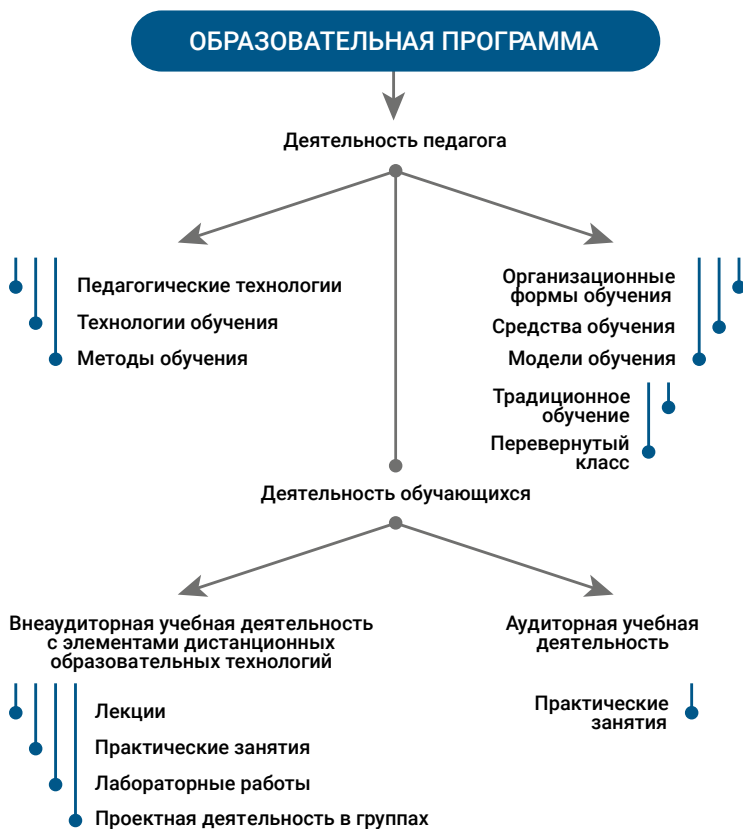 ОБРАЗОВАТЕЛЬНАЯ ПРОГРАММА
Деятельность педагога
Педагогические технологии
Технологии обучения
Методы обучения
Организационные
формы обучения
Средства обучения
Модели обучения
Традиционное
обучение
Перевернутый
класс
Деятельность обучающихся
Внеаудиторная учебная деятельность
с элементами дистанционных
образовательных технологий
Лекции
Практические занятия
Лабораторные работы
Проектная деятельность в группах
Аудиторная учебная
деятельность
Практические
занятия